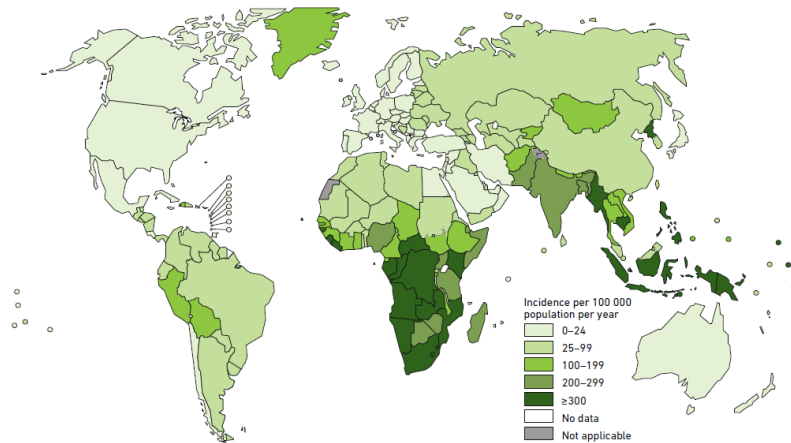 Incidence per 100 000
population per year
0–24
25–99
100–199
200–299
≥300
No data
Not applicable